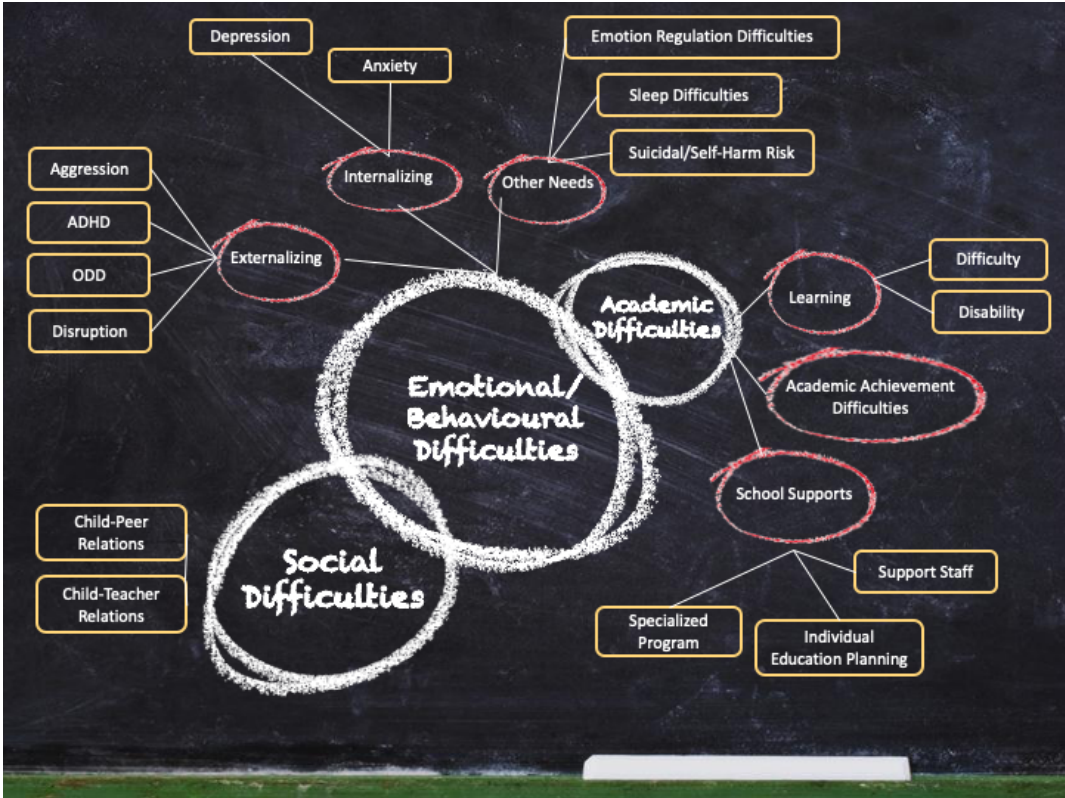 Depression
Anxiety
Emotion Regulation Difficulties
Sleep Difficulties
Suicidal/Self-Harm Risk
Internalizing
Other Needs
Aggression
ADHD
ODD
Disruption
Externalizing
Academic
Difficulties
Learning
Difficulty
Disability
Academic Achievement
Difficulties
School Supports
Support Staff
Specialized
Program
Individual
Education Planning
Emotional/
Behavioural
Difficulties
Child-Peer
Relations
Child-Teacher
Relations
Social
Difficulties